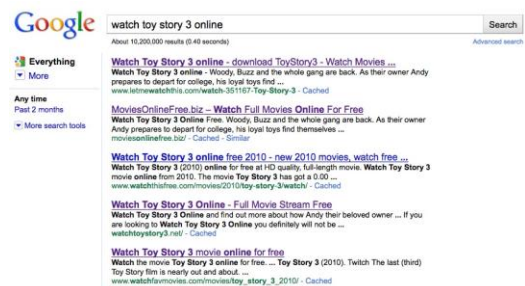 Google
watch toy story 3 online
Search
About 10,200,000 results (0.40 seconds)
Advanced search
Everything
More
Any time
Past 2 months
More search tools
Watch Toy Story 3 online - download ToyStory3 - Watch Movies ...
Watch Toy Story 3 online - Woody, Buzz and the whole gang are back. As their owner Andy
prepares to depart for college, his loyal toys find ...
www.letmewatchthis.com/watch-351167-Toy-Story-3 - Cached
MoviesOnlineFree.biz – Watch Full Movies Online For Free
Watch Toy Story 3 Online Free. Woody, Buzz and the whole gang are back. As their owner
Andy prepares to depart for college, his loyal toys find themselves ...
moviesonlinefree.biz/ - Cached - Similar
Watch Toy Story 3 online free 2010 - new 2010 movies, watch free ...
Watch Toy Story 3 (2010) online for free at HD quality, full-length movie. Watch Toy Story 3
movie online from 2010. The movie Toy Story 3 has got a 0.00 ...
www.watchthisfree.com/movies/2010/toy-story-3/watch/ - Cached
Watch Toy Story 3 Online - Full Movie Stream Free
Watch Toy Story 3 Online and find out more about how Andy their beloved owner ... If you
are looking to Watch Toy Story 3 Online you definitely will not be ...
watchtoystory3.net/ - Cached
Watch Toy Story 3 movie online for free
Watch the movie Toy Story 3 online for free. ... Toy Story 3 (2010). Twitch The last (third)
Toy Story film is nearly out and about. ...
www.watchfavmovies.com/movies/toy_story_3_2010/ - Cached